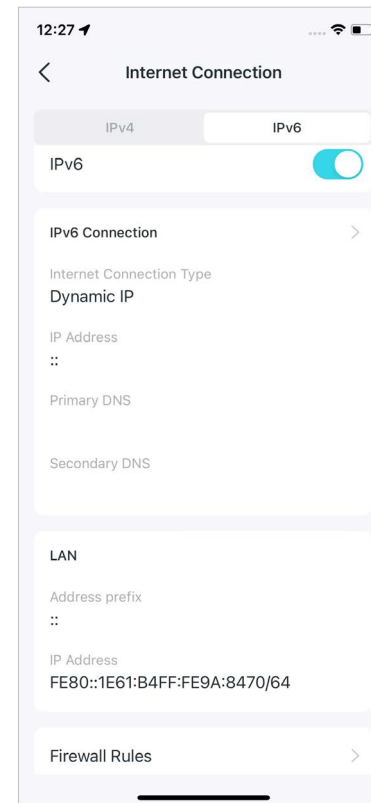 12:27
Internet Connection
IPv4 IPv6
IPv6
IPv6 Connection
Internet Connection Type
Dynamic IP
IP Address
::
Primary DNS
Secondary DNS
LAN
Address prefix
::
IP Address
FE80::1E61:B4FF:FE9A:8470/64
Firewall Rules